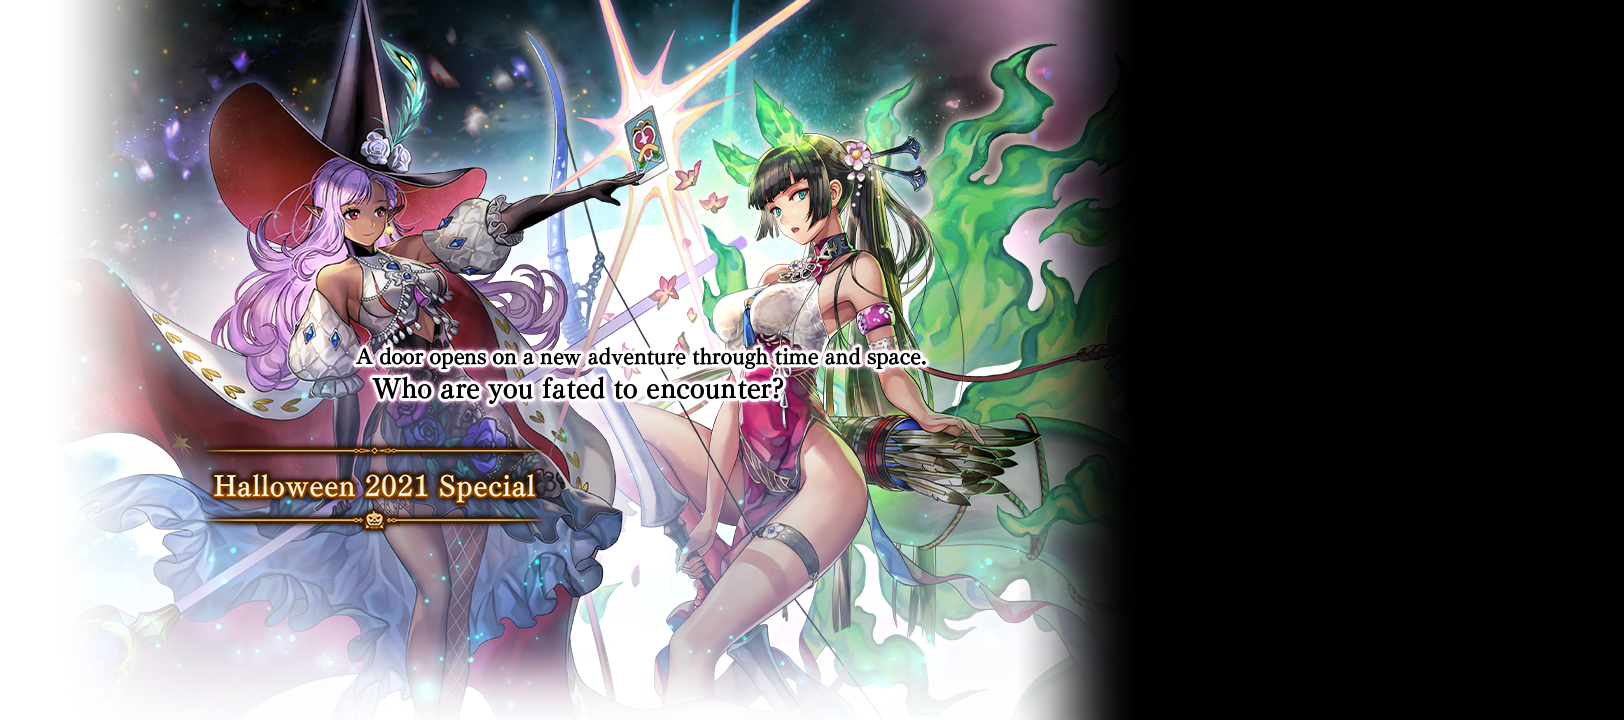 A door opens on a new adventure through time and space.
Who are you fated to encounter?
Halloween 2021 Special